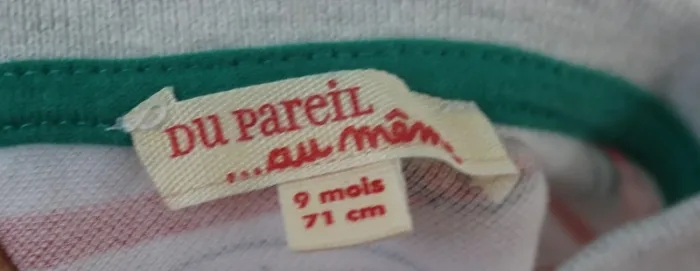 DU PAREIL
...au mêm
9 mois
71 cm